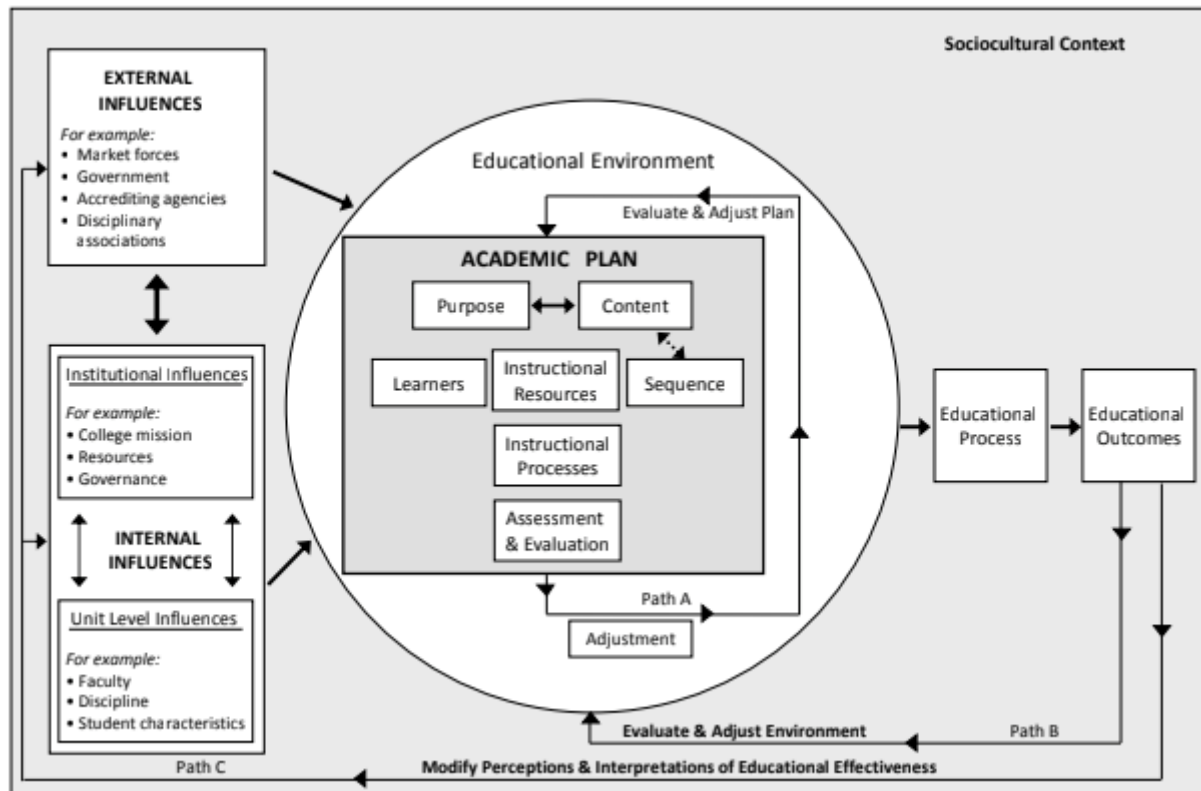 Sociocultural Context
EXTERNAL
INFLUENCES
For example:
• Market forces
• Government
• Accrediting agencies
• Disciplinary
associations
Institutional Influences
For example:
• College mission
• Resources
• Governance
INTERNAL
INFLUENCES
Unit Level Influences
For example:
• Faculty
• Discipline
• Student characteristics
Educational Environment
Evaluate & Adjust Plan
ACADEMIC PLAN
Purpose
Content
Learners
Instructional
Resources
Sequence
Instructional
Processes
Assessment
& Evaluation
Path A
Adjustment
Educational
Process
Educational
Outcomes
Evaluate & Adjust Environment
Path B
Path C
Modify Perceptions & Interpretations of Educational Effectiveness